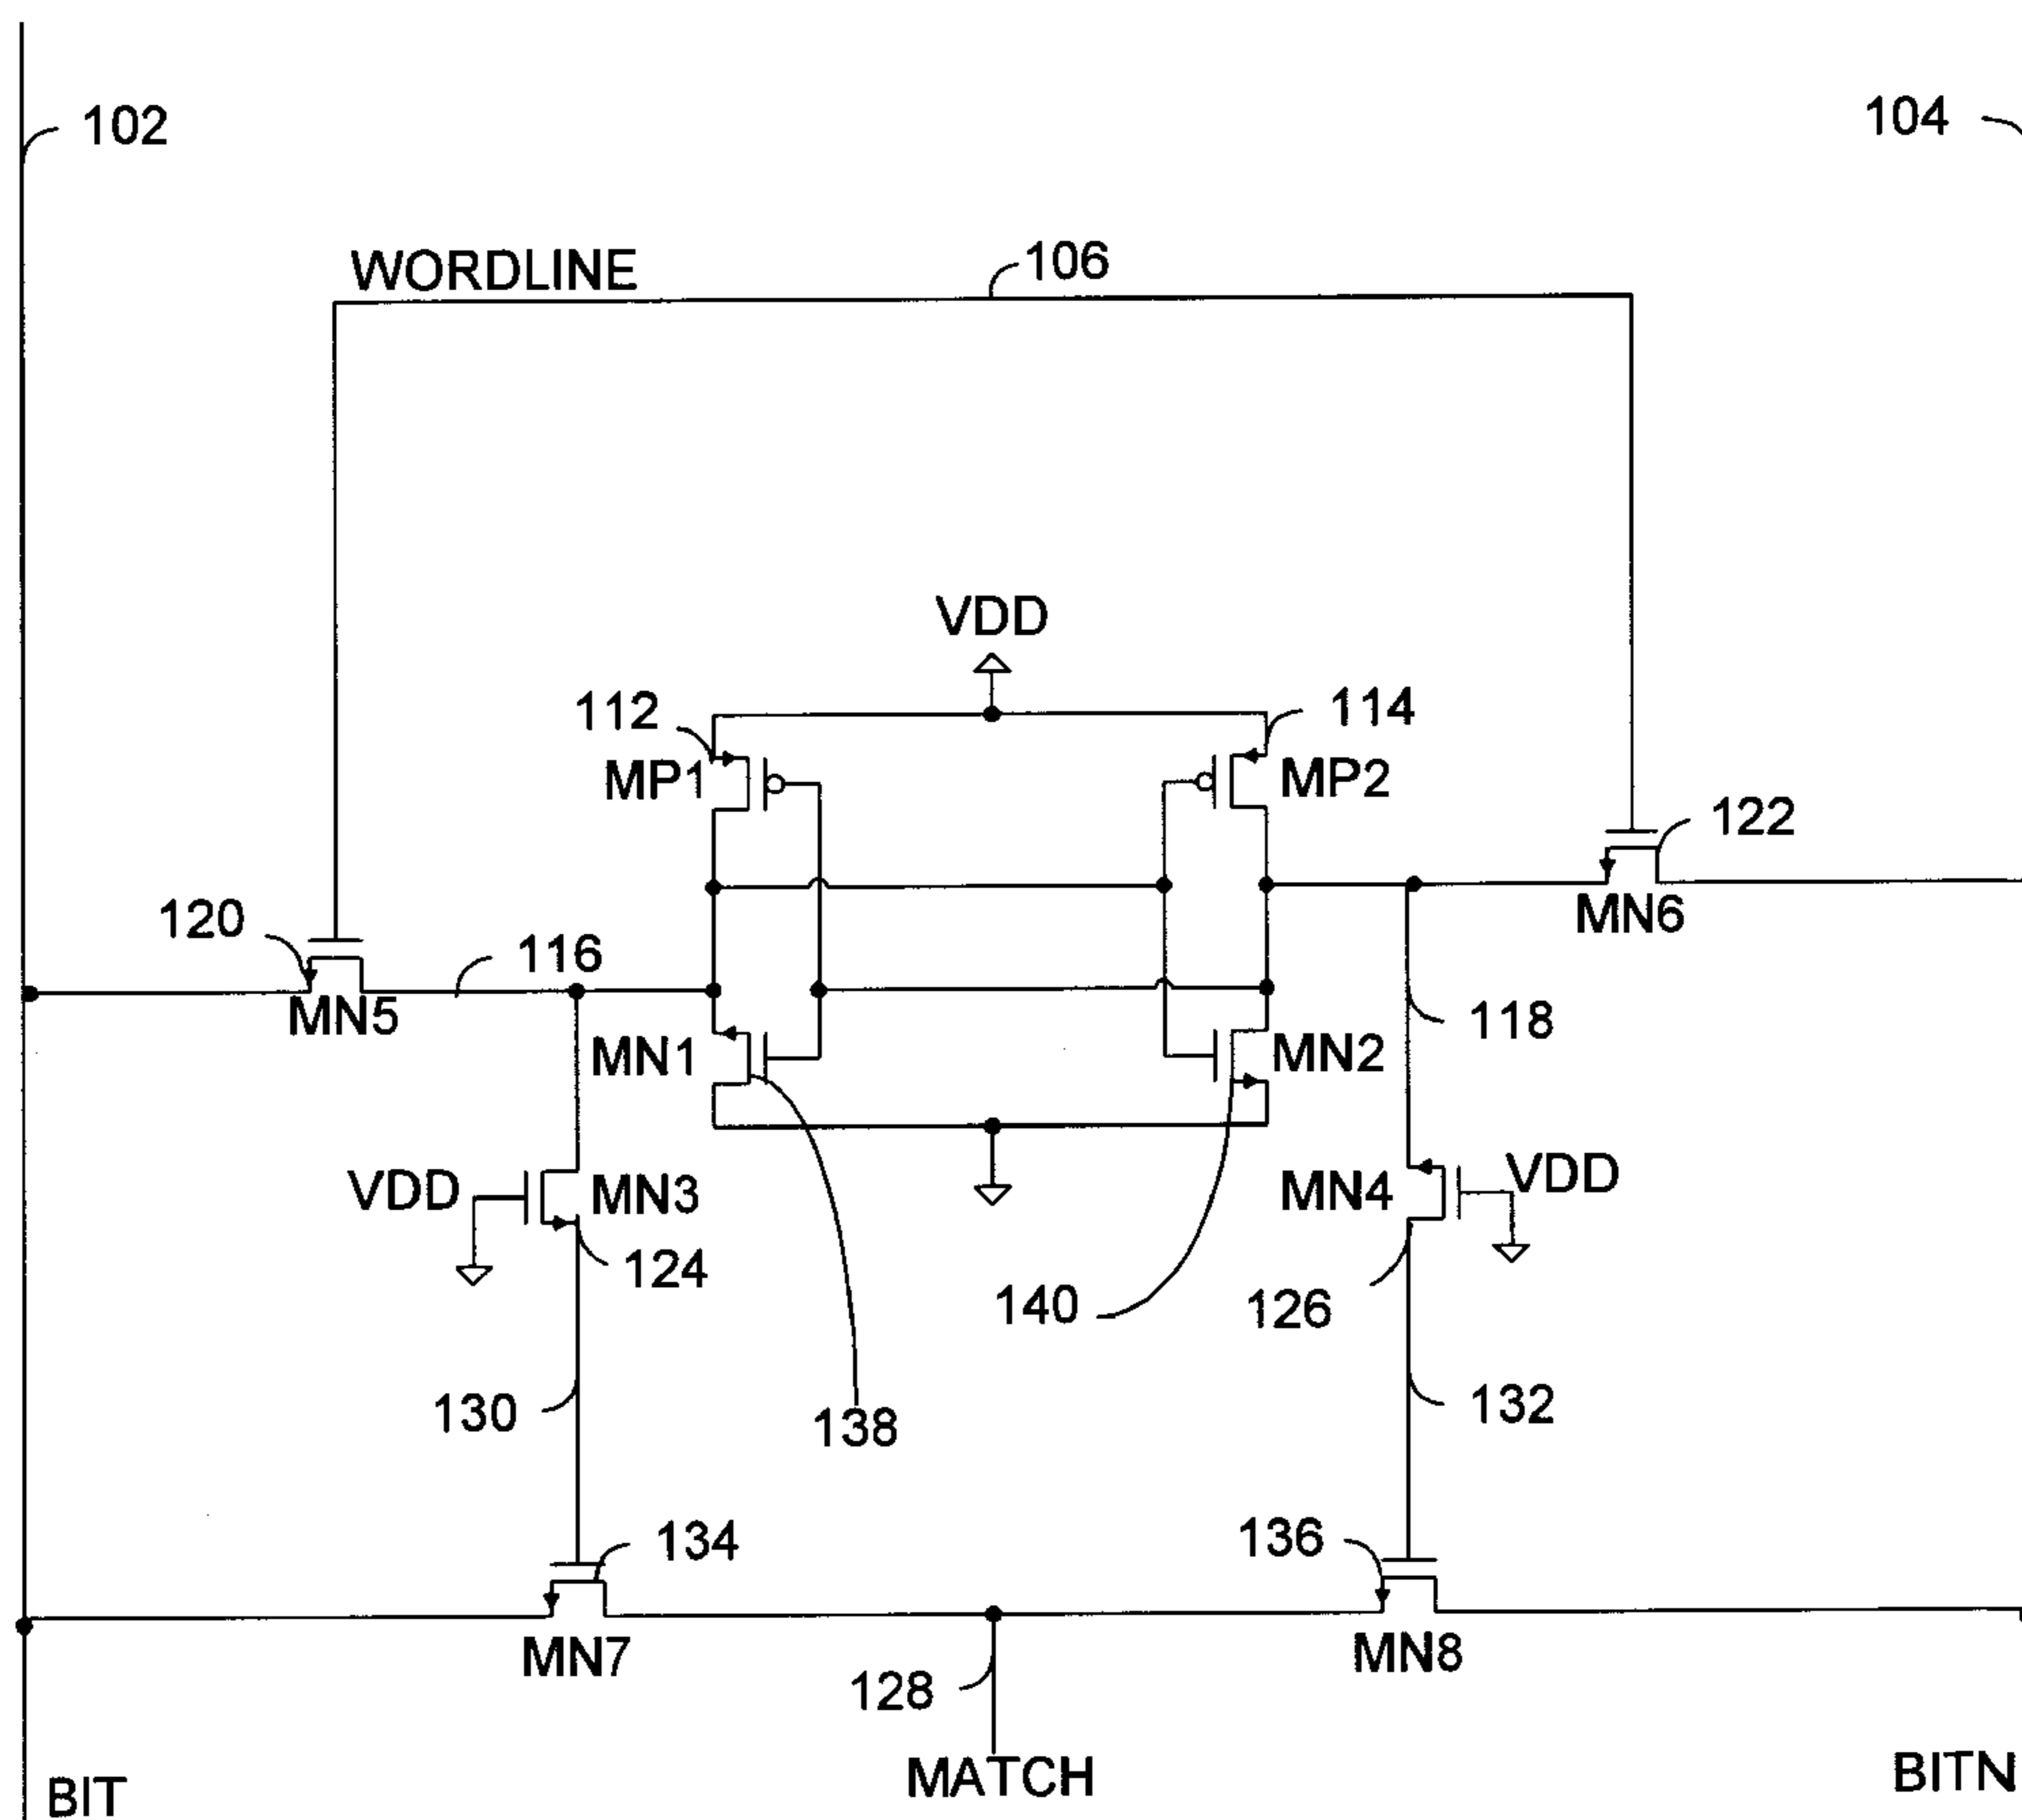 102
104
WORDLINE
106
VDD
112
114
MP1
MP2
122
120
116
MN6
MN5
118
MN1
MN2
VDD
MN3
MN4
VDD
124
140
126
130
138
132
134
136
MN7
MN8
128
MATCH
BIT
BITN